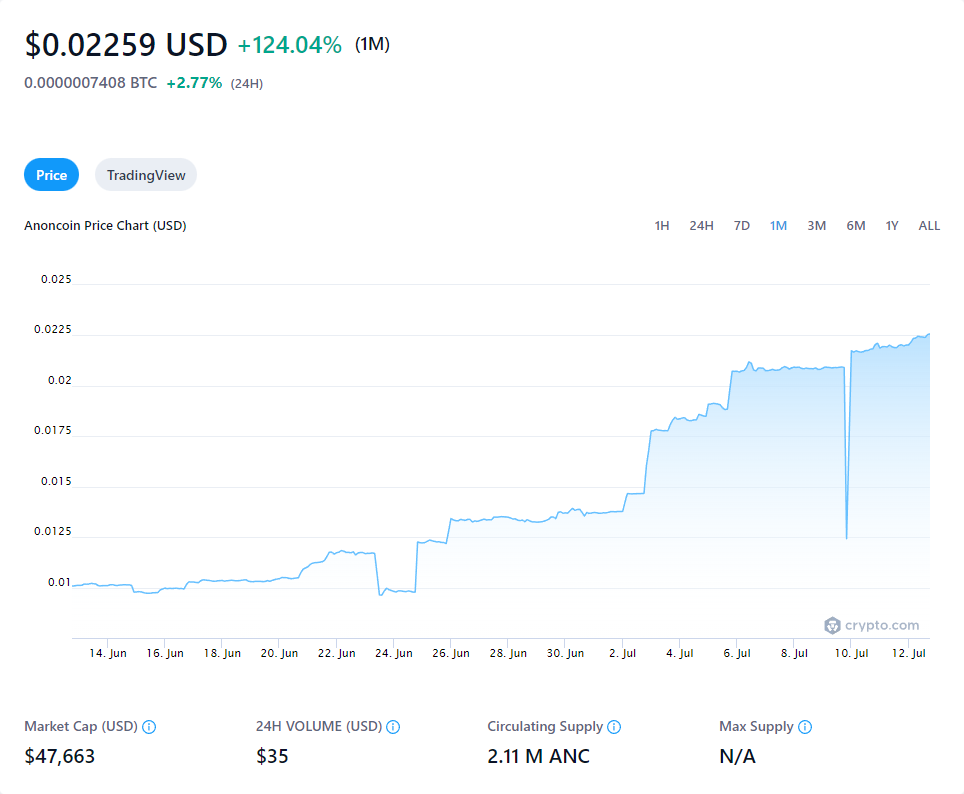 $0.02259 USD +124.04% (1M)
0.0000007408 BTC +2.77% (24H)
Price TradingView
Anoncoin Price Chart (USD) 1H 24H 7D 1M 3M 6M 1Y ALL
0.025
0.0225
0.02
0.0175
0.015
0.0125
0.01
crypto.com
14. Jun 16. Jun 18. Jun 20. Jun 22. Jun 24. Jun 26. Jun 28. Jun 30. Jun 2. Jul 4. Jul 6. Jul 8. Jul 10. Jul 12. Jul
Market Cap (USD) 24H VOLUME (USD) Circulating Supply Max Supply
$47,663 $35 2.11 M ANC N/A